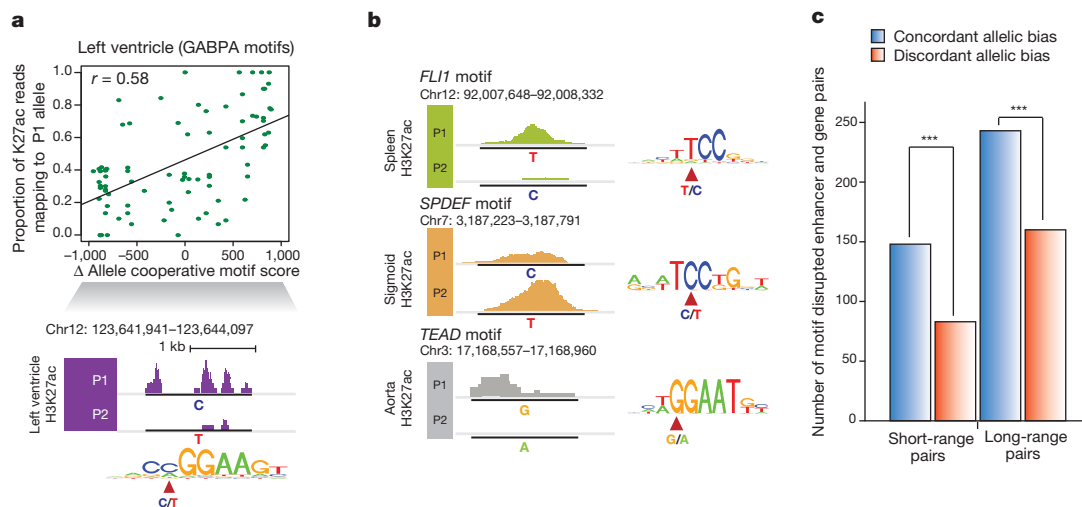 a
Left ventricle (GABPA motifs)
r = 0.58
Proportion of K27ac reads
mapping to P1 allele
1.0
0.8
0.6
0.4
0.2
0.0
−1,000 −500 0 500 1,000
Δ Allele cooperative motif score
Chr12: 123,641,941–123,644,097
1 kb
Left ventricle
H3K27ac
P1
C
P2
T
CCGGAAGT
C/T
b
FLI1 motif
Chr12: 92,007,648–92,008,332
Spleen
H3K27ac
P1
T
P2
C
TTCC
T/C
SPDEF motif
Chr7: 3,187,223–3,187,791
Sigmoid
H3K27ac
P1
C
P2
T
ATCCTGT
C/T
TEAD motif
Chr3: 17,168,557–17,168,960
Aorta
H3K27ac
P1
G
P2
A
TGGAAT
G/A
c
Concordant allelic bias
Discordant allelic bias
Number of motif disrupted enhancer and gene pairs
250
200
150
100
50
0
***
***
Short-range
pairs
Long-range
pairs